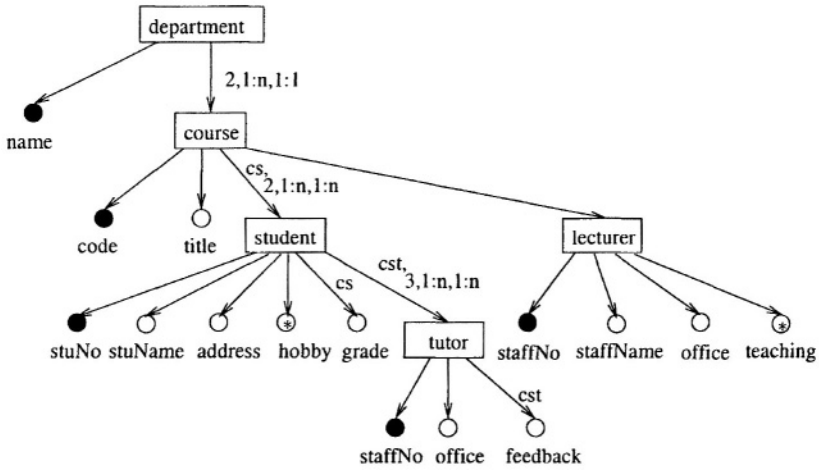 department
2,1:n,1:1
name
course
cs,
2,1:n,1:n
code
title
student
lecturer
cst,
3,1:n,1:n
cs
stuNo stuName address hobby grade
tutor
staffNo staffName office teaching
cst
staffNo office feedback